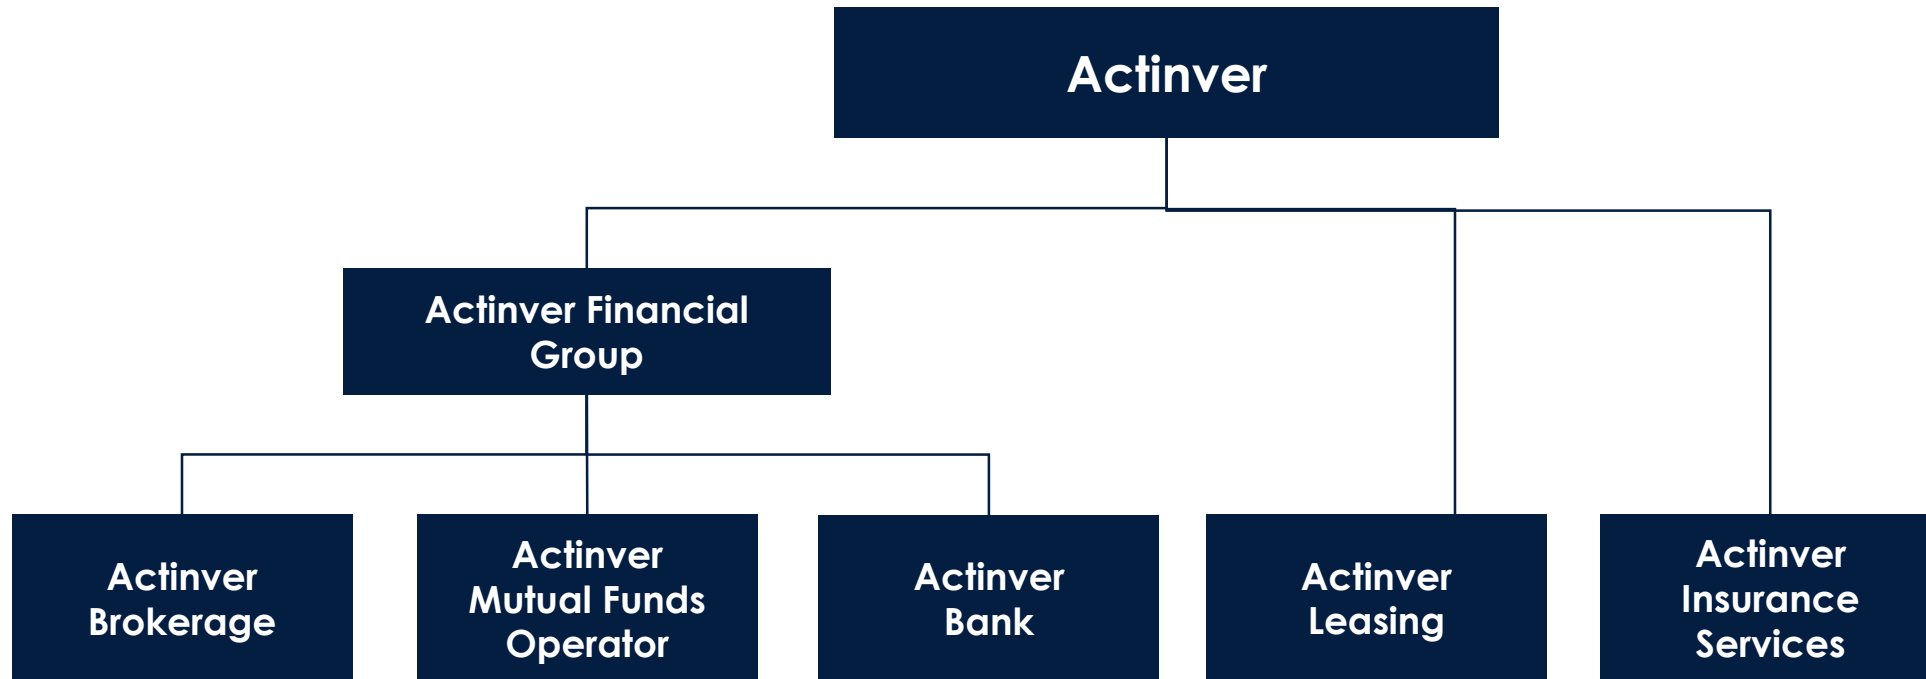 Actinver
Actinver Financial
Group
Actinver
Brokerage
Actinver
Mutual Funds
Operator
Actinver
Bank
Actinver
Leasing
Actinver
Insurance
Services